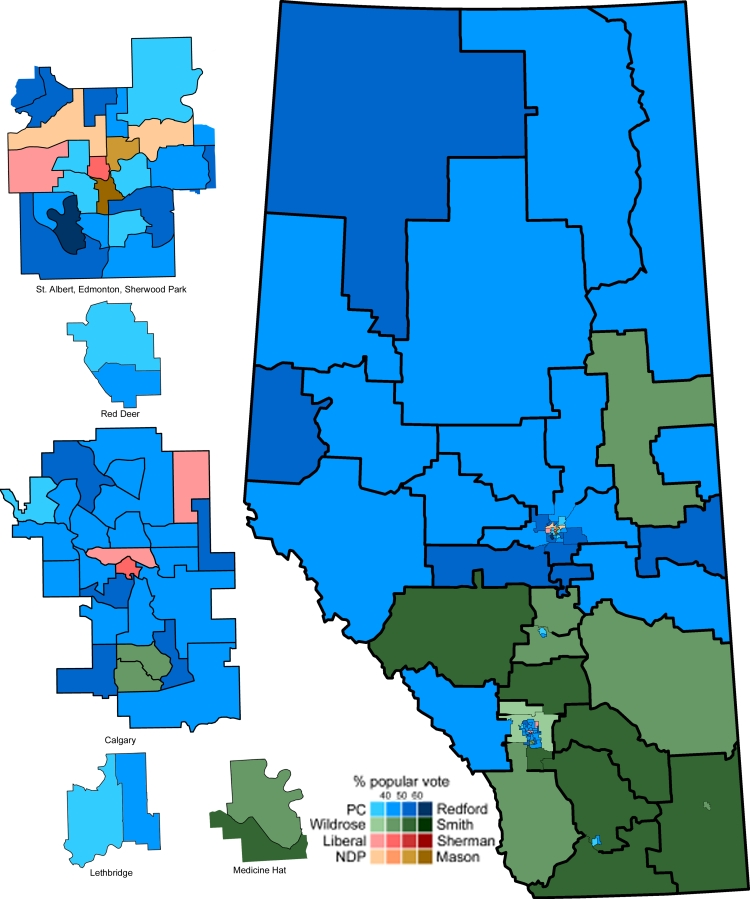 St. Albert, Edmonton, Sherwood Park
Red Deer
Calgary
Lethbridge
Medicine Hat
% popular vote
40 50 60
PC Redford
Wildrose Smith
Liberal Sherman
NDP Mason